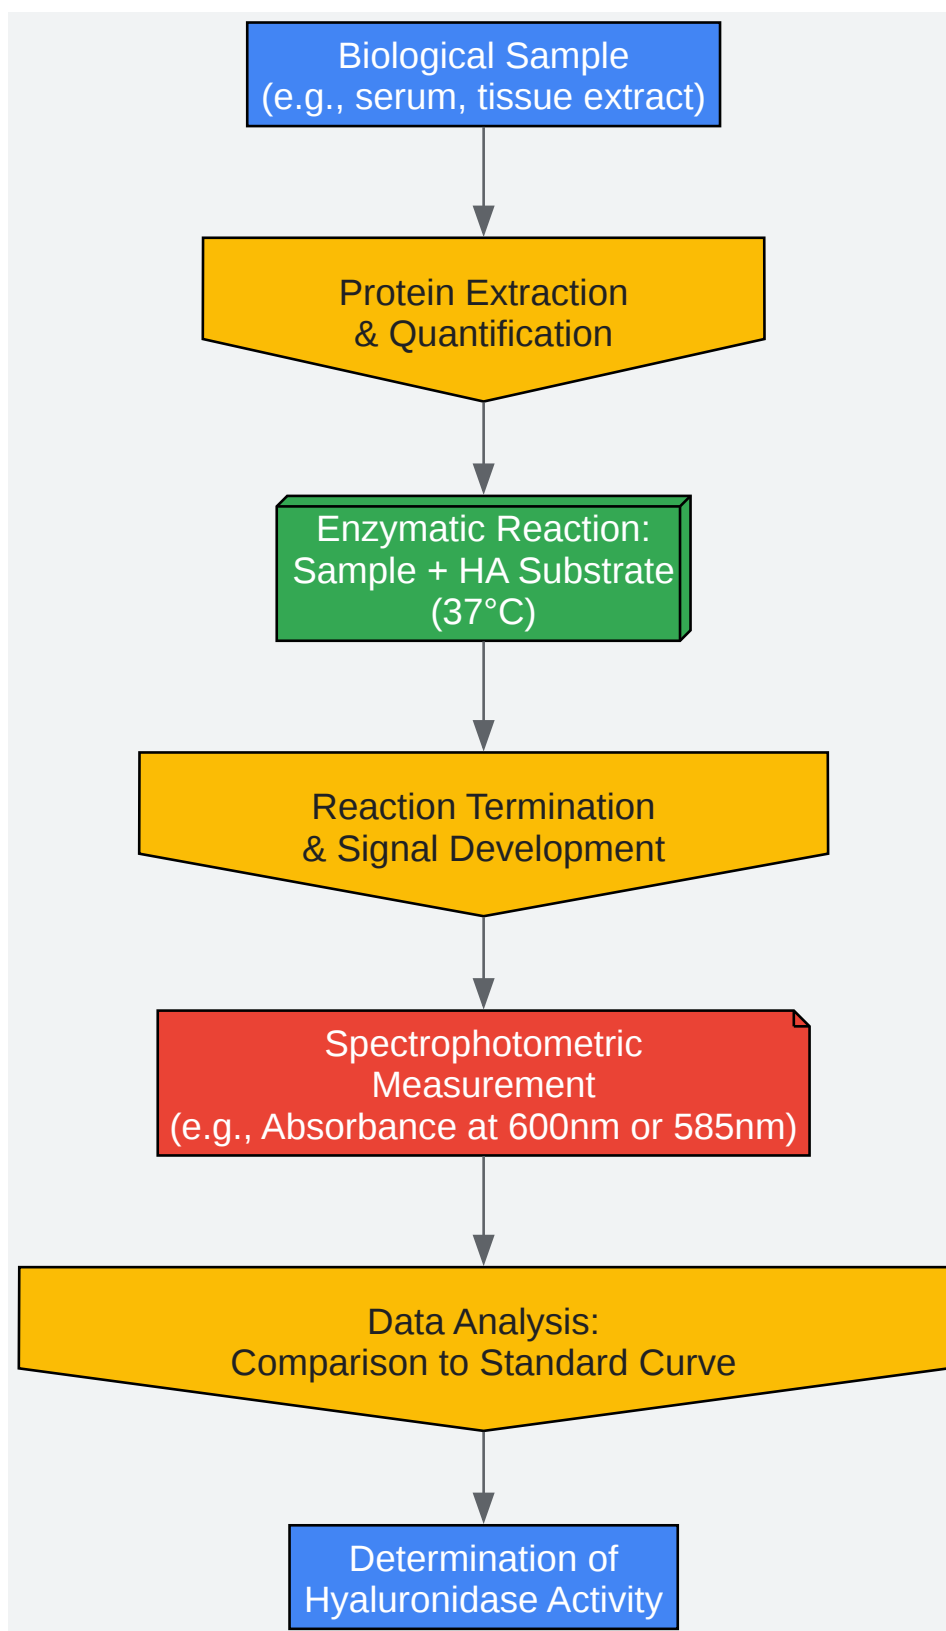 Biological Sample
(e.g., serum, tissue extract)
Protein Extraction
& Quantification
Enzymatic Reaction:
Sample + HA Substrate
(37°C)
Reaction Termination
& Signal Development
Spectrophotometric
Measurement
(e.g., Absorbance at 600nm or 585nm)
Data Analysis:
Comparison to Standard Curve
Determination of
Hyaluronidase Activity